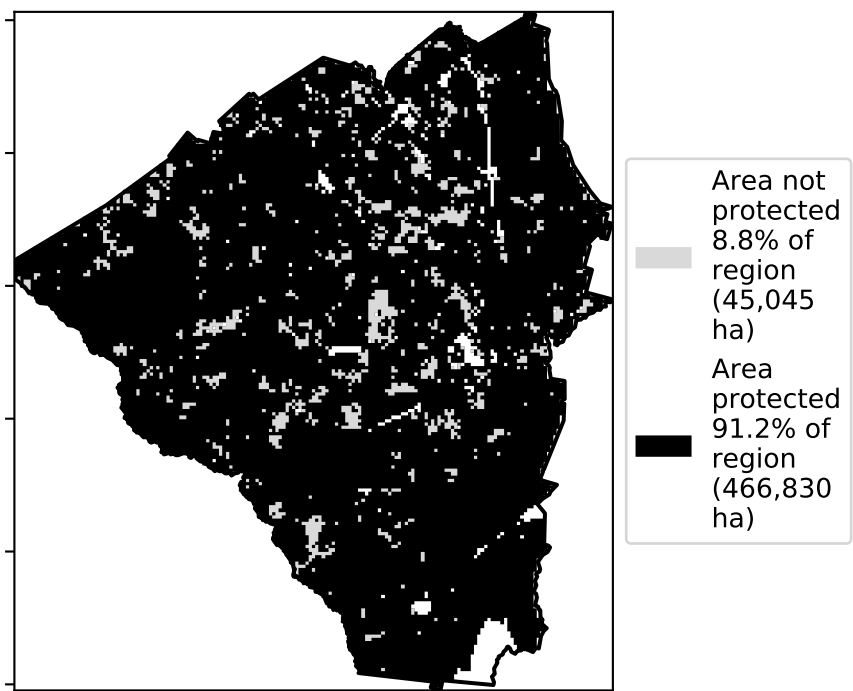 Area not
protected
8.8% of
region
(45,045
ha)
Area
protected
91.2% of
region
(466,830
ha)